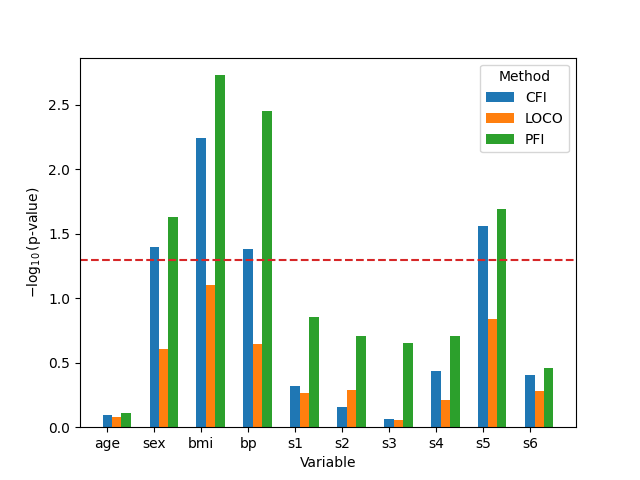 Method
CFI
LOCO
PFI
2.5
2.0
1.5
1.0
0.5
0.0
−log₁₀(p-value)
age sex bmi bp s1 s2 s3 s4 s5 s6
Variable